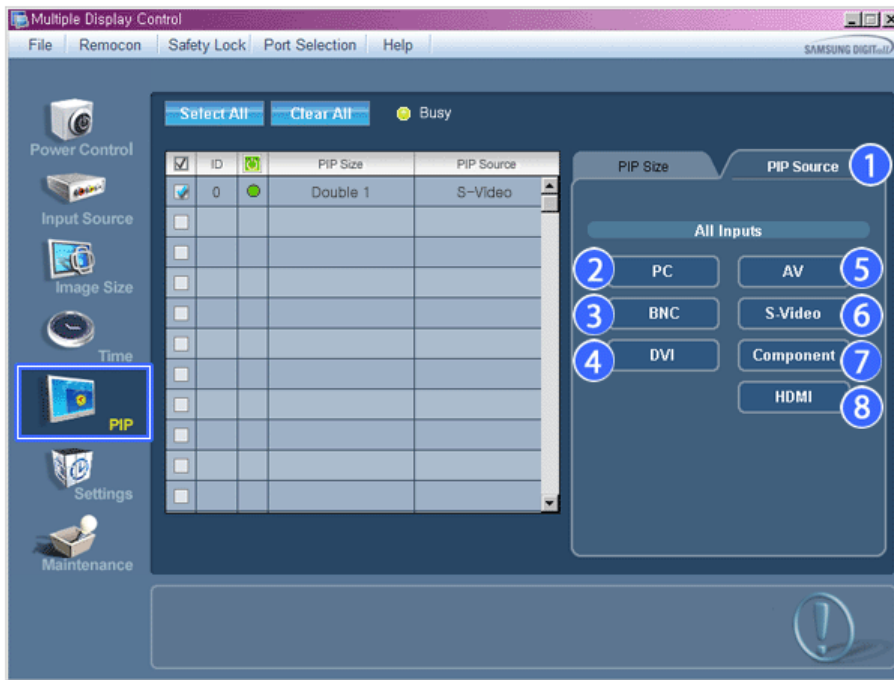 Multiple Display Control
File Remocon Safety Lock Port Selection Help
SAMSUNG DIGITall
Select All Clear All Busy
Power Control
Input Source
Image Size
Time
PIP
Settings
Maintenance
ID PIP Size PIP Source
0 Double 1 S-Video
PIP Size PIP Source 1
All Inputs
2 PC AV 5
3 BNC S-Video 6
4 DVI Component 7
HDMI 8